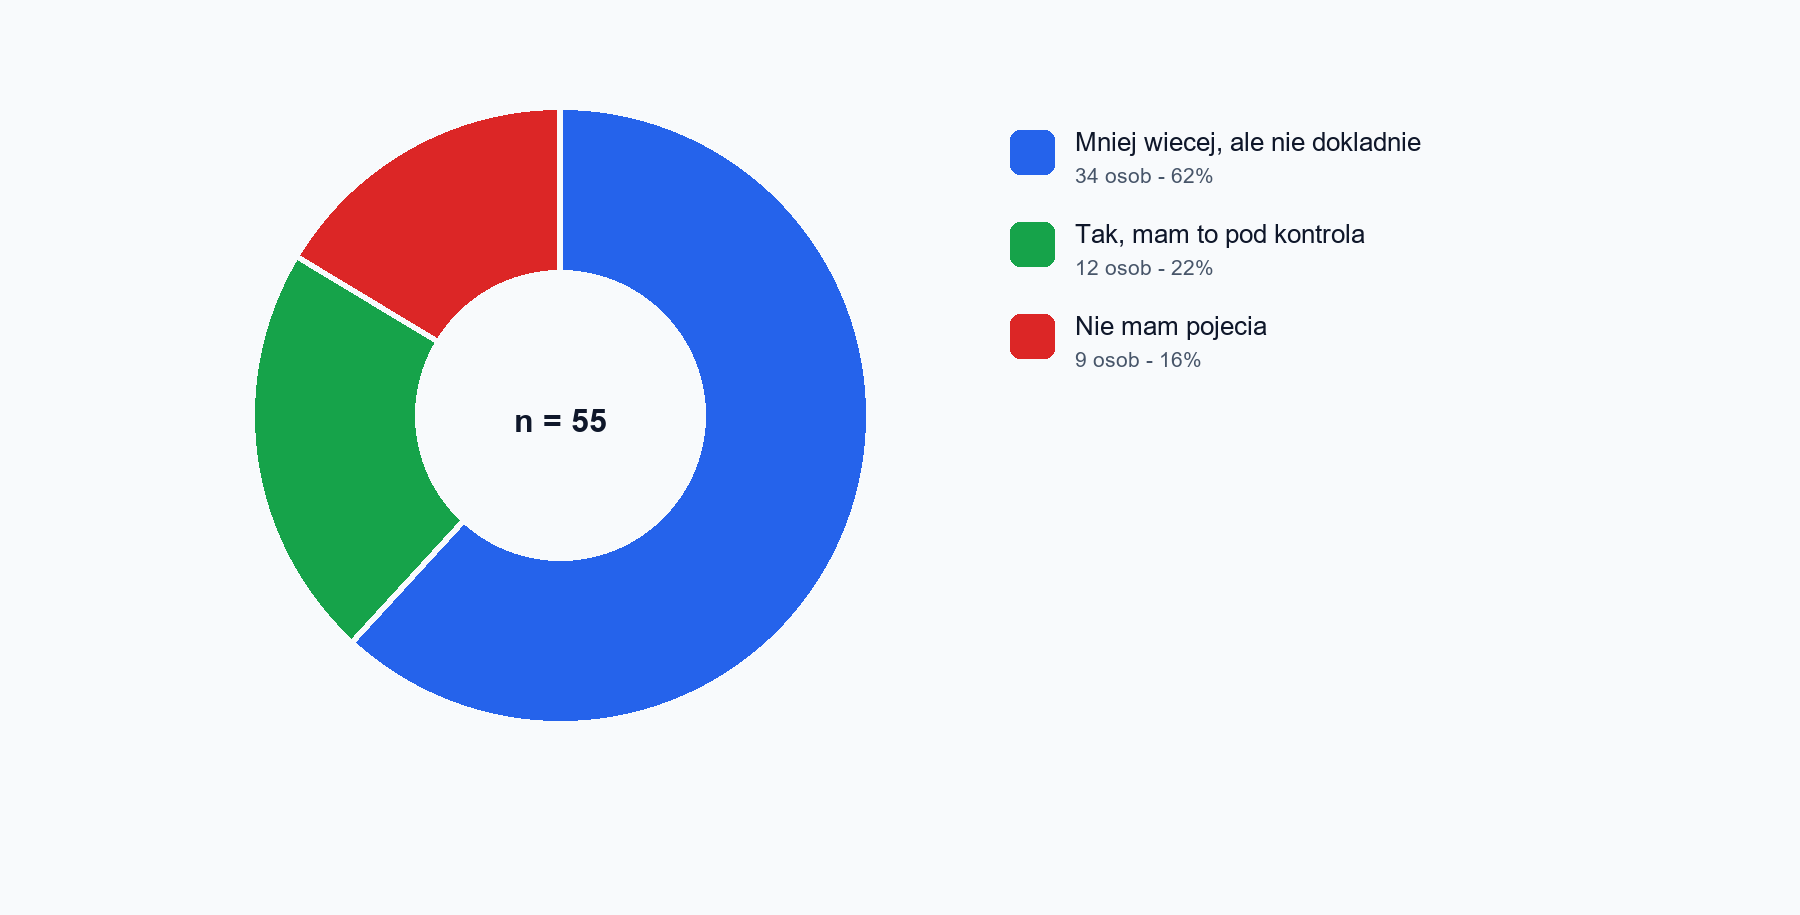 Mniej wiecej, ale nie dokladnie
34 osob - 62%
Tak, mam to pod kontrola
12 osob - 22%
Nie mam pojecia
9 osob - 16%
n = 55